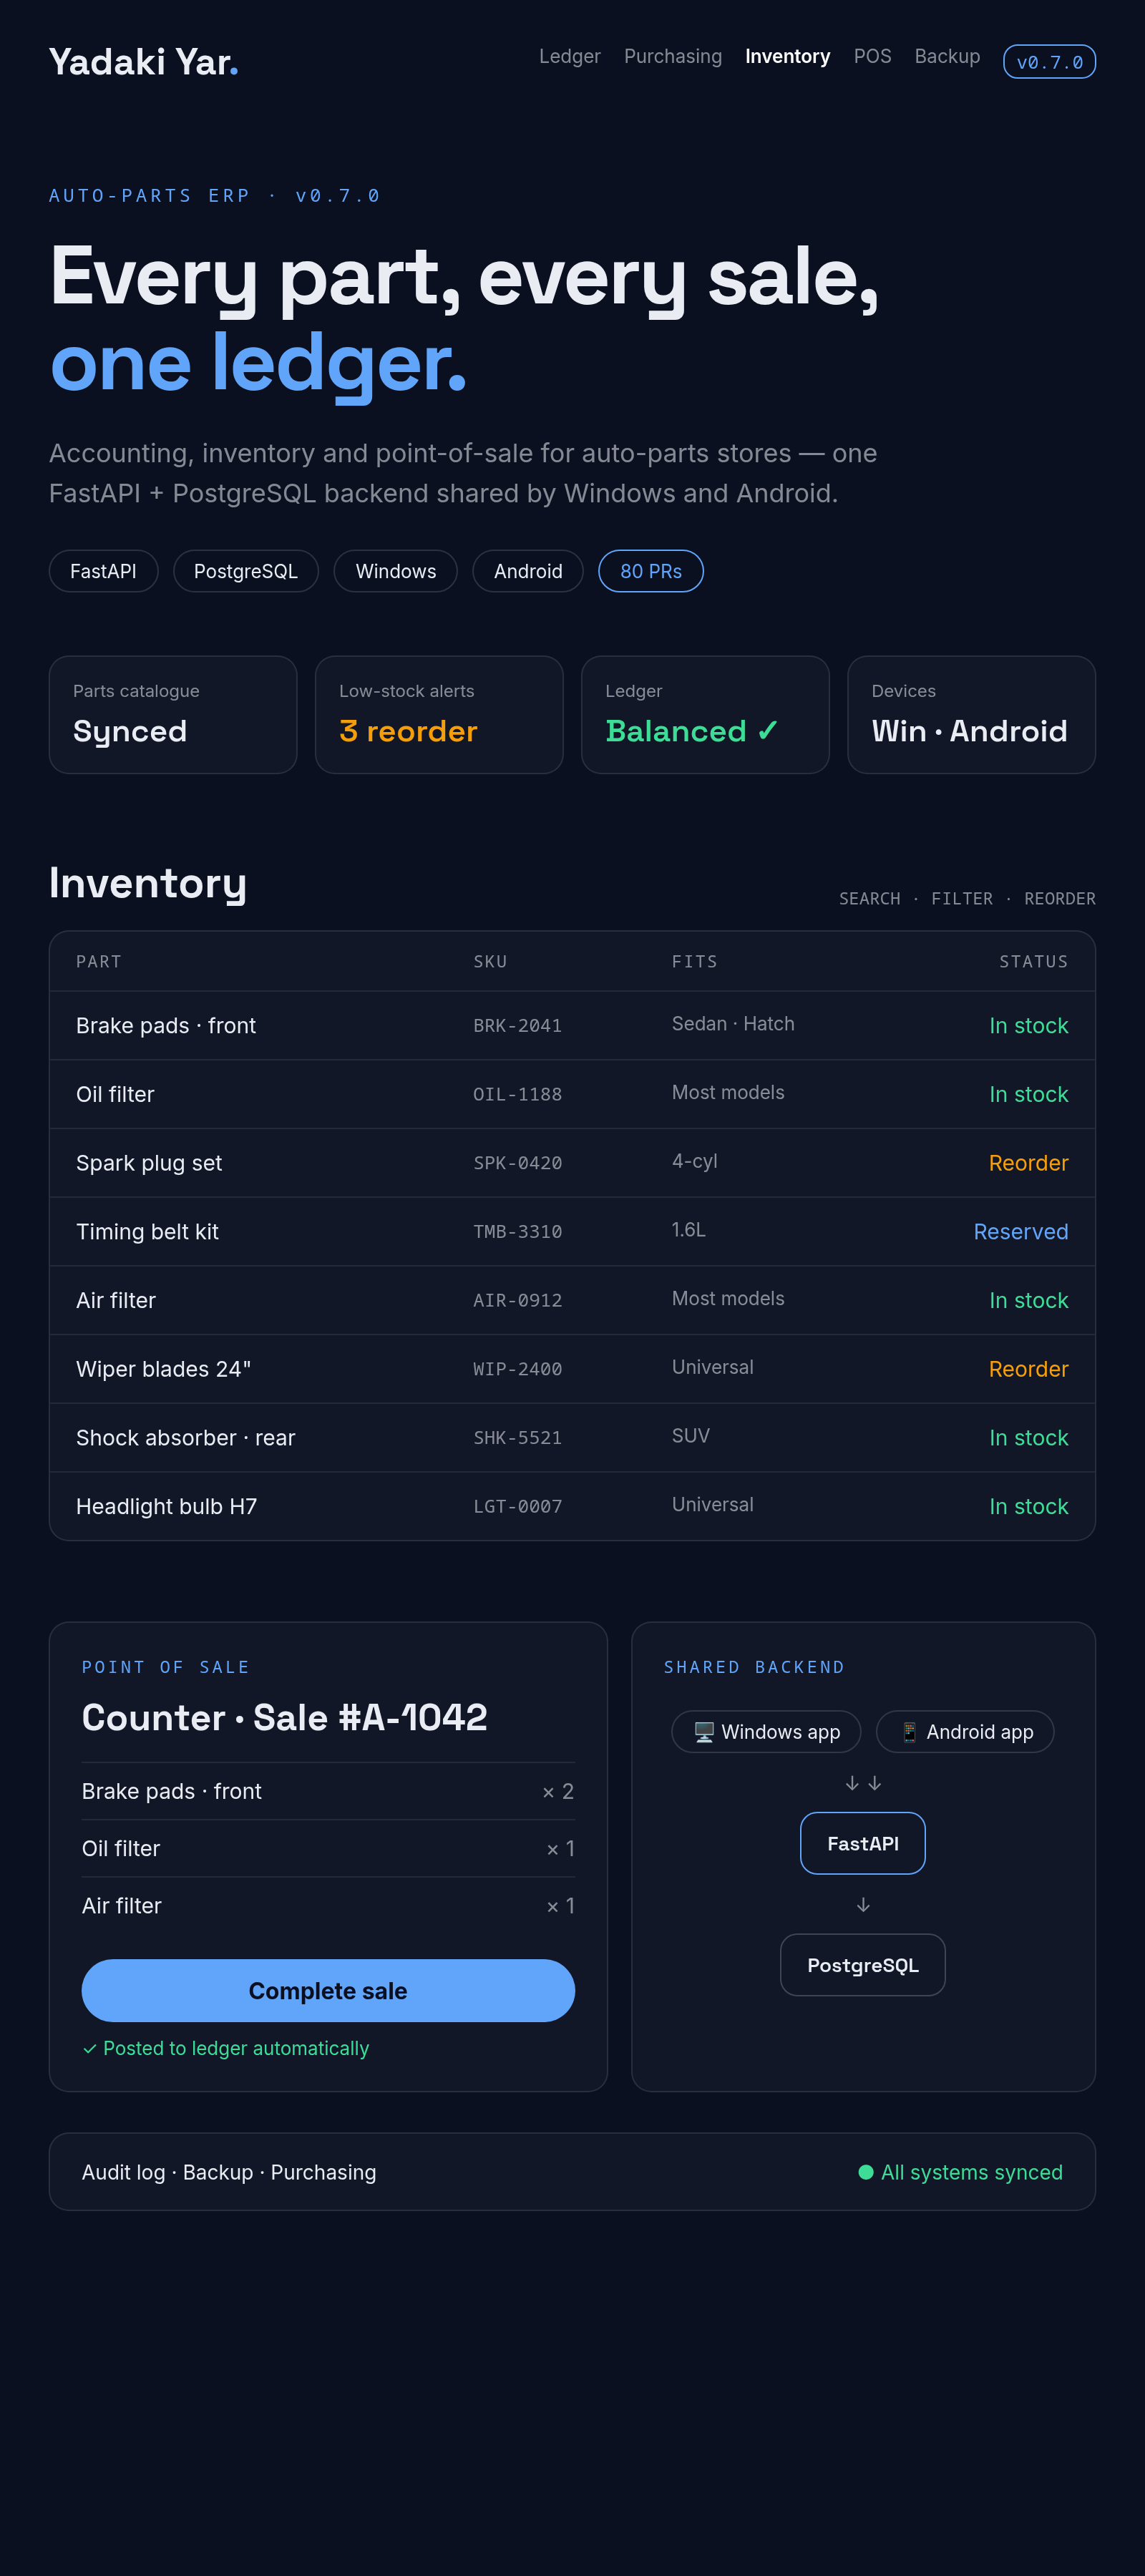 Yadaki Yar.
Ledger Purchasing Inventory POS Backup v0.7.0
AUTO-PARTS ERP · v0.7.0
Every part, every sale,
one ledger.
Accounting, inventory and point-of-sale for auto-parts stores — one
FastAPI + PostgreSQL backend shared by Windows and Android.
FastAPI PostgreSQL Windows Android 80 PRs
Parts catalogue
Synced
Low-stock alerts
3 reorder
Ledger
Balanced ✓
Devices
Win · Android
Inventory
SEARCH · FILTER · REORDER
PART SKU FITS STATUS
Brake pads · front BRK-2041 Sedan · Hatch In stock
Oil filter OIL-1188 Most models In stock
Spark plug set SPK-0420 4-cyl Reorder
Timing belt kit TMB-3310 1.6L Reserved
Air filter AIR-0912 Most models In stock
Wiper blades 24" WIP-2400 Universal Reorder
Shock absorber · rear SHK-5521 SUV In stock
Headlight bulb H7 LGT-0007 Universal In stock
POINT OF SALE
Counter · Sale #A-1042
Brake pads · front × 2
Oil filter × 1
Air filter × 1
Complete sale
✓ Posted to ledger automatically
SHARED BACKEND
🖥️ Windows app 📱 Android app
↓ ↓
FastAPI
↓
PostgreSQL
Audit log · Backup · Purchasing
● All systems synced